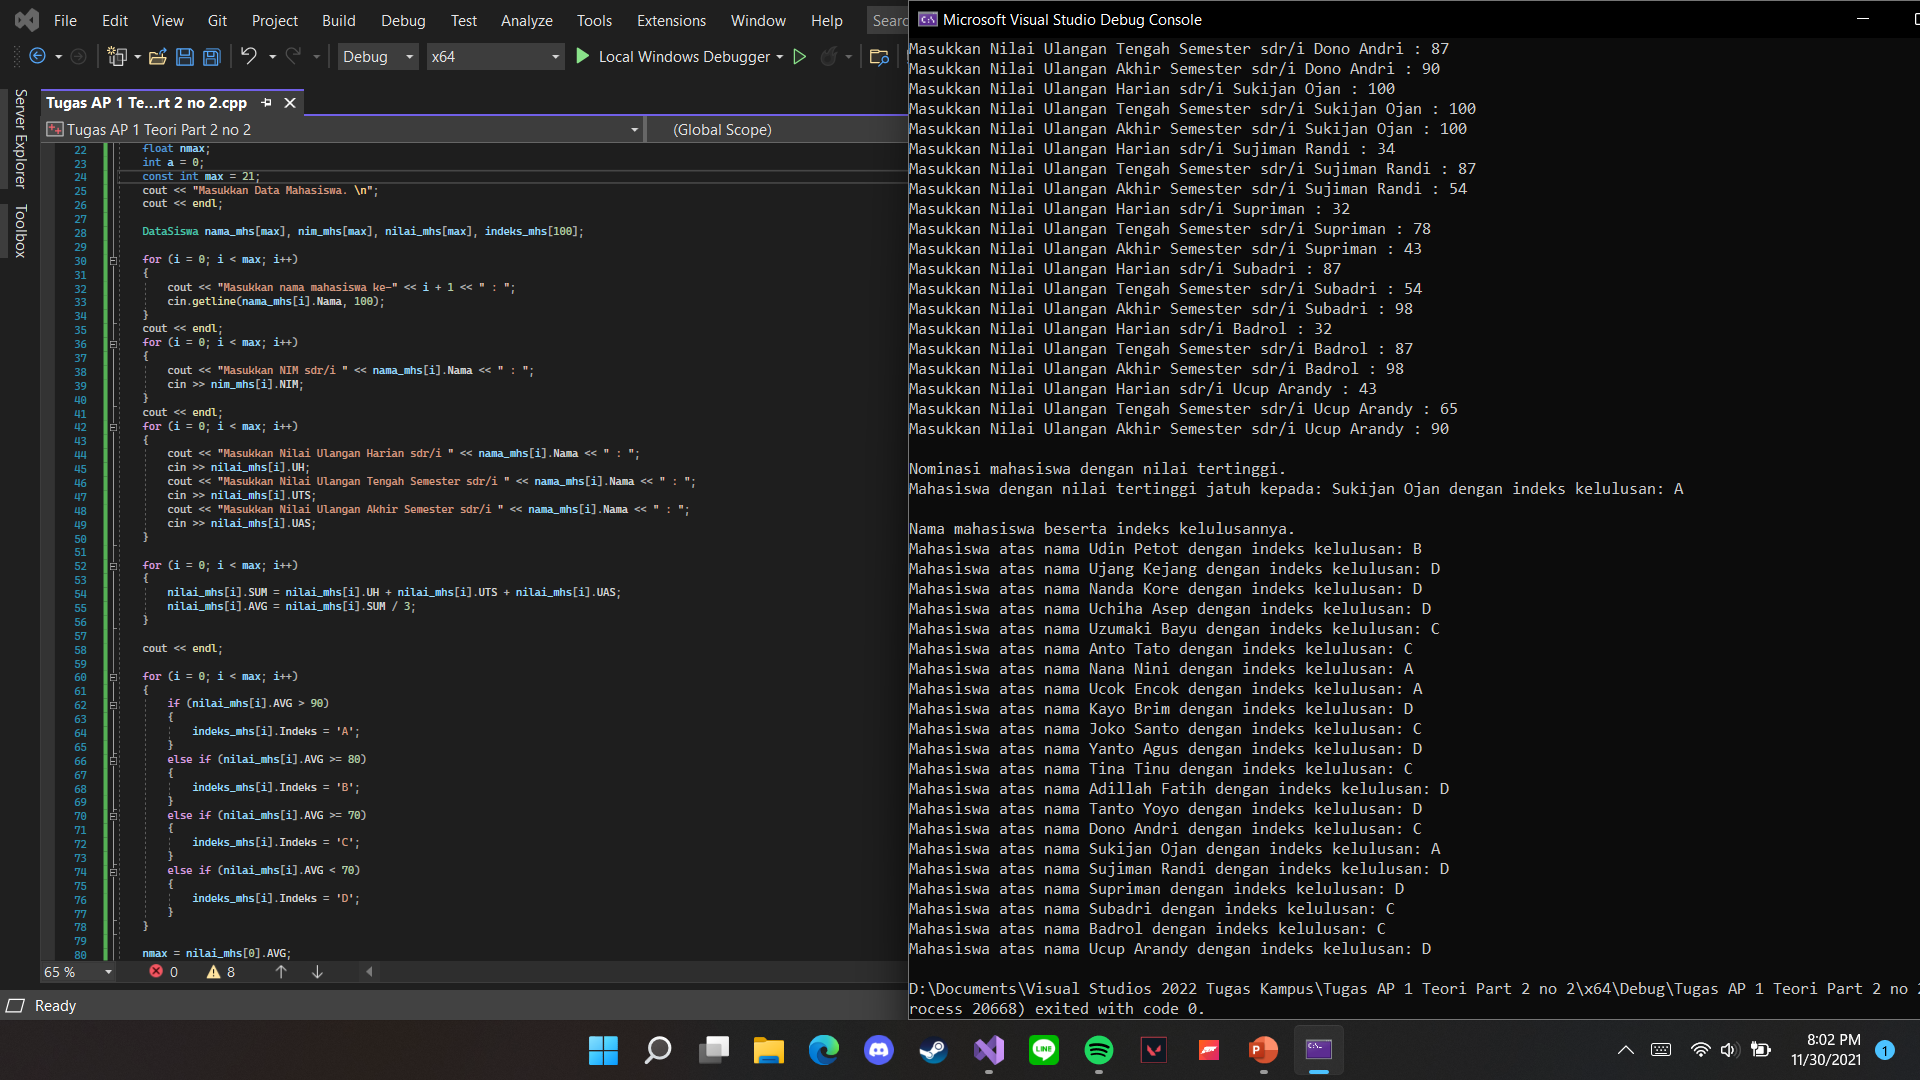 File Edit View Git Project Build Debug Test Analyze Tools Extensions Window Help Searc
Debug x64 Local Windows Debugger
Server Explorer
Toolbox
Tugas AP 1 Te...rt 2 no 2.cpp
Tugas AP 1 Teori Part 2 no 2 (Global Scope)
22 float nmax;
23 int a = 0;
24 const int max = 21;
25 cout << "Masukkan Data Mahasiswa. \n";
26 cout << endl;
27
28 DataSiswa nama_mhs[max], nim_mhs[max], nilai_mhs[max], indeks_mhs[100];
29
30 for (i = 0; i < max; i++)
31 {
32 cout << "Masukkan nama mahasiswa ke-" << i + 1 << " : ";
33 cin.getline(nama_mhs[i].Nama, 100);
34 }
35 cout << endl;
36 for (i = 0; i < max; i++)
37 {
38 cout << "Masukkan NIM sdr/i " << nama_mhs[i].Nama << " : ";
39 cin >> nim_mhs[i].NIM;
40 }
41 cout << endl;
42 for (i = 0; i < max; i++)
43 {
44 cout << "Masukkan Nilai Ulangan Harian sdr/i " << nama_mhs[i].Nama << " : ";
45 cin >> nilai_mhs[i].UH;
46 cout << "Masukkan Nilai Ulangan Tengah Semester sdr/i " << nama_mhs[i].Nama << " : ";
47 cin >> nilai_mhs[i].UTS;
48 cout << "Masukkan Nilai Ulangan Akhir Semester sdr/i " << nama_mhs[i].Nama << " : ";
49 cin >> nilai_mhs[i].UAS;
50 }
51
52 for (i = 0; i < max; i++)
53 {
54 nilai_mhs[i].SUM = nilai_mhs[i].UH + nilai_mhs[i].UTS + nilai_mhs[i].UAS;
55 nilai_mhs[i].AVG = nilai_mhs[i].SUM / 3;
56 }
57
58 cout << endl;
59
60 for (i = 0; i < max; i++)
61 {
62 if (nilai_mhs[i].AVG > 90)
63 {
64 indeks_mhs[i].Indeks = 'A';
65 }
66 else if (nilai_mhs[i].AVG >= 80)
67 {
68 indeks_mhs[i].Indeks = 'B';
69 }
70 else if (nilai_mhs[i].AVG >= 70)
71 {
72 indeks_mhs[i].Indeks = 'C';
73 }
74 else if (nilai_mhs[i].AVG < 70)
75 {
76 indeks_mhs[i].Indeks = 'D';
77 }
78 }
79
80 nmax = nilai_mhs[0].AVG;
65 % 0 8
Ready
Microsoft Visual Studio Debug Console
Masukkan Nilai Ulangan Tengah Semester sdr/i Dono Andri : 87
Masukkan Nilai Ulangan Akhir Semester sdr/i Dono Andri : 90
Masukkan Nilai Ulangan Harian sdr/i Sukijan Ojan : 100
Masukkan Nilai Ulangan Tengah Semester sdr/i Sukijan Ojan : 100
Masukkan Nilai Ulangan Akhir Semester sdr/i Sukijan Ojan : 100
Masukkan Nilai Ulangan Harian sdr/i Sujiman Randi : 34
Masukkan Nilai Ulangan Tengah Semester sdr/i Sujiman Randi : 87
Masukkan Nilai Ulangan Akhir Semester sdr/i Sujiman Randi : 54
Masukkan Nilai Ulangan Harian sdr/i Supriman : 32
Masukkan Nilai Ulangan Tengah Semester sdr/i Supriman : 78
Masukkan Nilai Ulangan Akhir Semester sdr/i Supriman : 43
Masukkan Nilai Ulangan Harian sdr/i Subadri : 87
Masukkan Nilai Ulangan Tengah Semester sdr/i Subadri : 54
Masukkan Nilai Ulangan Akhir Semester sdr/i Subadri : 98
Masukkan Nilai Ulangan Harian sdr/i Badrol : 32
Masukkan Nilai Ulangan Tengah Semester sdr/i Badrol : 87
Masukkan Nilai Ulangan Akhir Semester sdr/i Badrol : 98
Masukkan Nilai Ulangan Harian sdr/i Ucup Arandy : 43
Masukkan Nilai Ulangan Tengah Semester sdr/i Ucup Arandy : 65
Masukkan Nilai Ulangan Akhir Semester sdr/i Ucup Arandy : 90
Nominasi mahasiswa dengan nilai tertinggi.
Mahasiswa dengan nilai tertinggi jatuh kepada: Sukijan Ojan dengan indeks kelulusan: A
Nama mahasiswa beserta indeks kelulusannya.
Mahasiswa atas nama Udin Petot dengan indeks kelulusan: B
Mahasiswa atas nama Ujang Kejang dengan indeks kelulusan: D
Mahasiswa atas nama Nanda Kore dengan indeks kelulusan: D
Mahasiswa atas nama Uchiha Asep dengan indeks kelulusan: D
Mahasiswa atas nama Uzumaki Bayu dengan indeks kelulusan: C
Mahasiswa atas nama Anto Tato dengan indeks kelulusan: C
Mahasiswa atas nama Nana Nini dengan indeks kelulusan: A
Mahasiswa atas nama Ucok Encok dengan indeks kelulusan: A
Mahasiswa atas nama Kayo Brim dengan indeks kelulusan: D
Mahasiswa atas nama Joko Santo dengan indeks kelulusan: C
Mahasiswa atas nama Yanto Agus dengan indeks kelulusan: D
Mahasiswa atas nama Tina Tinu dengan indeks kelulusan: C
Mahasiswa atas nama Adillah Fatih dengan indeks kelulusan: D
Mahasiswa atas nama Tanto Yoyo dengan indeks kelulusan: D
Mahasiswa atas nama Dono Andri dengan indeks kelulusan: C
Mahasiswa atas nama Sukijan Ojan dengan indeks kelulusan: A
Mahasiswa atas nama Sujiman Randi dengan indeks kelulusan: D
Mahasiswa atas nama Supriman dengan indeks kelulusan: D
Mahasiswa atas nama Subadri dengan indeks kelulusan: C
Mahasiswa atas nama Badrol dengan indeks kelulusan: C
Mahasiswa atas nama Ucup Arandy dengan indeks kelulusan: D
D:\Documents\Visual Studios 2022 Tugas Kampus\Tugas AP 1 Teori Part 2 no 2\x64\Debug\Tugas AP 1 Teori Part 2 no 2
rocess 20668) exited with code 0.
LINE
8:02 PM
11/30/2021
1